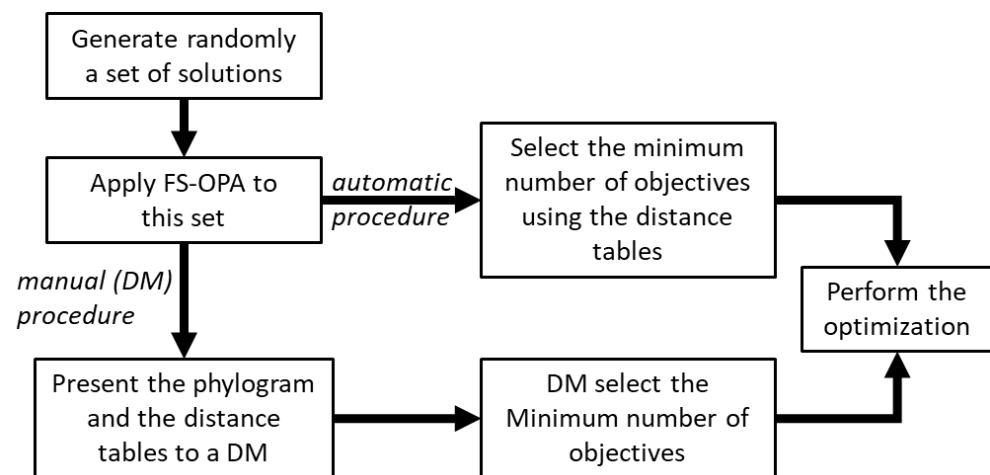 Generate randomly
a set of solutions
Apply FS-OPA to
this set
automatic
procedure
Select the minimum
number of objectives
using the distance
tables
manual (DM)
procedure
Perform the
optimization
Present the phylogram
and the distance
tables to a DM
DM select the
Minimum number of
objectives